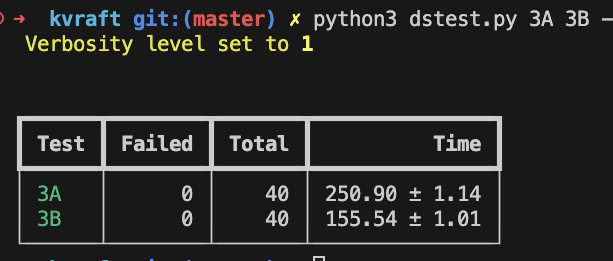 ➜ kvraft git:(master) ✗ python3 dstest.py 3A 3B —
Verbosity level set to 1
Test Failed Total Time
3A 0 40 250.90 ± 1.14
3B 0 40 155.54 ± 1.01